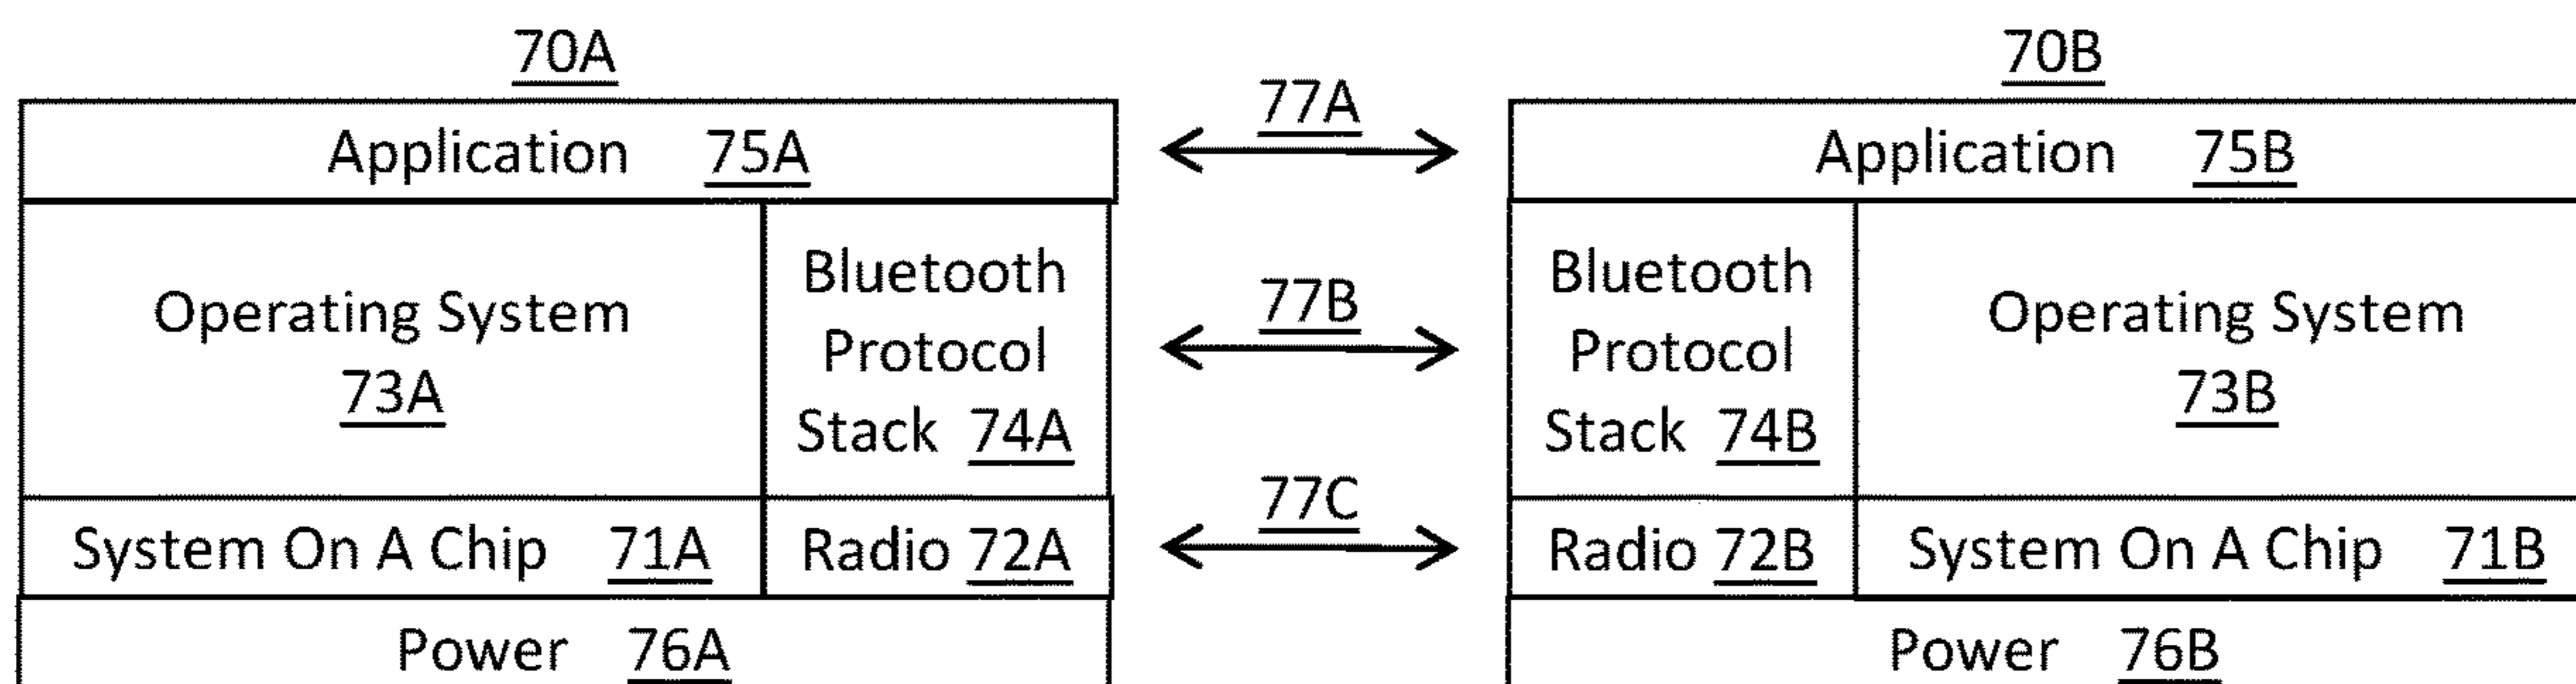 70A
70B
77A
Application 75A
Application 75B
Operating System
73A
Bluetooth
Protocol
Stack 74A
77B
Bluetooth
Protocol
Stack 74B
Operating System
73B
77C
System On A Chip 71A
Radio 72A
Radio 72B
System On A Chip 71B
Power 76A
Power 76B